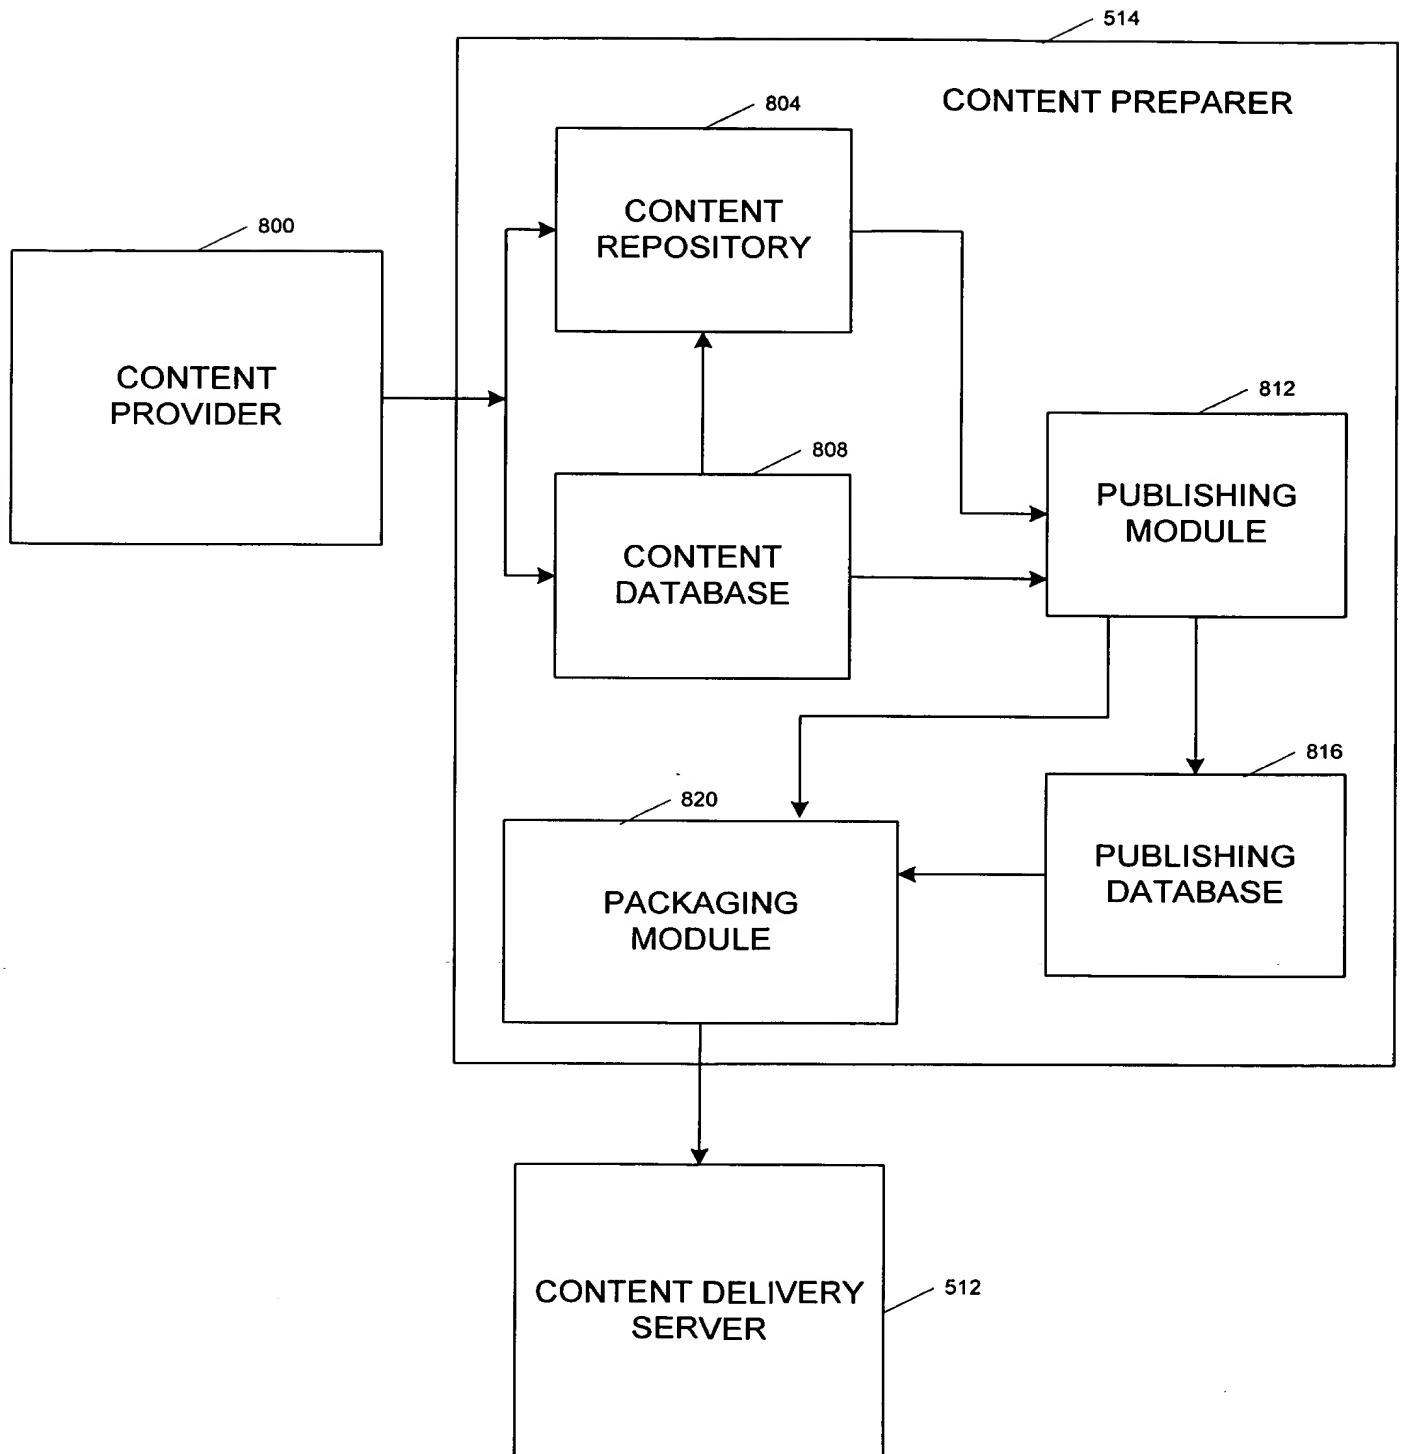 514
CONTENT PREPARER
804
CONTENT
REPOSITORY
800
CONTENT
PROVIDER
812
PUBLISHING
MODULE
808
CONTENT
DATABASE
816
PUBLISHING
DATABASE
820
PACKAGING
MODULE
512
CONTENT DELIVERY
SERVER